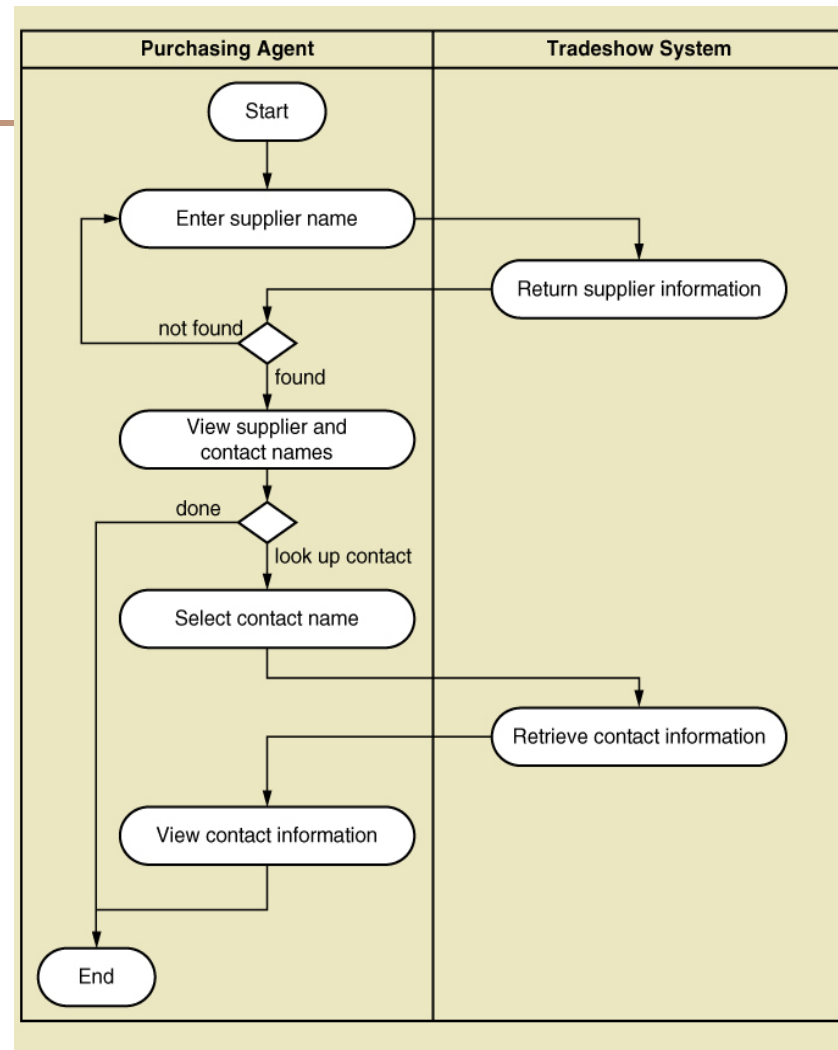 Purchasing Agent
Tradeshow System
Start
Enter supplier name
Return supplier information
not found
found
View supplier and
contact names
done
look up contact
Select contact name
Retrieve contact information
View contact information
End